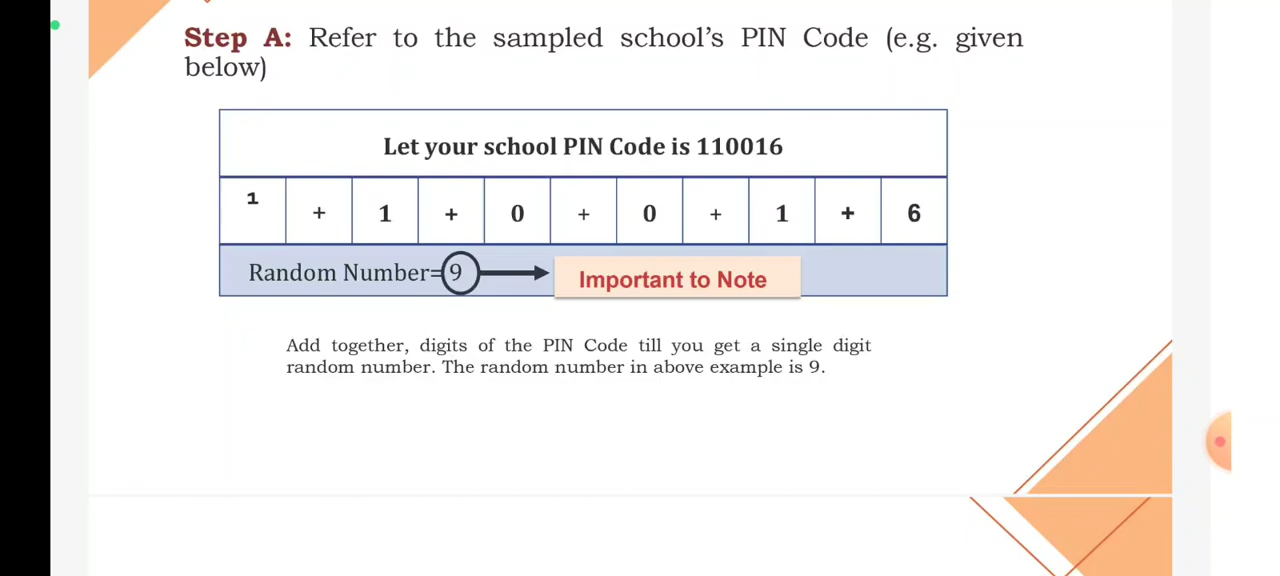 Step A: Refer to the sampled school's PIN Code (e.g. given
below)
Let your school PIN Code is 110016
1 + 1 + 0 + 0 + 1 + 6
Random Number=9 Important to Note
Add together, digits of the PIN Code till you get a single digit
random number. The random number in above example is 9.